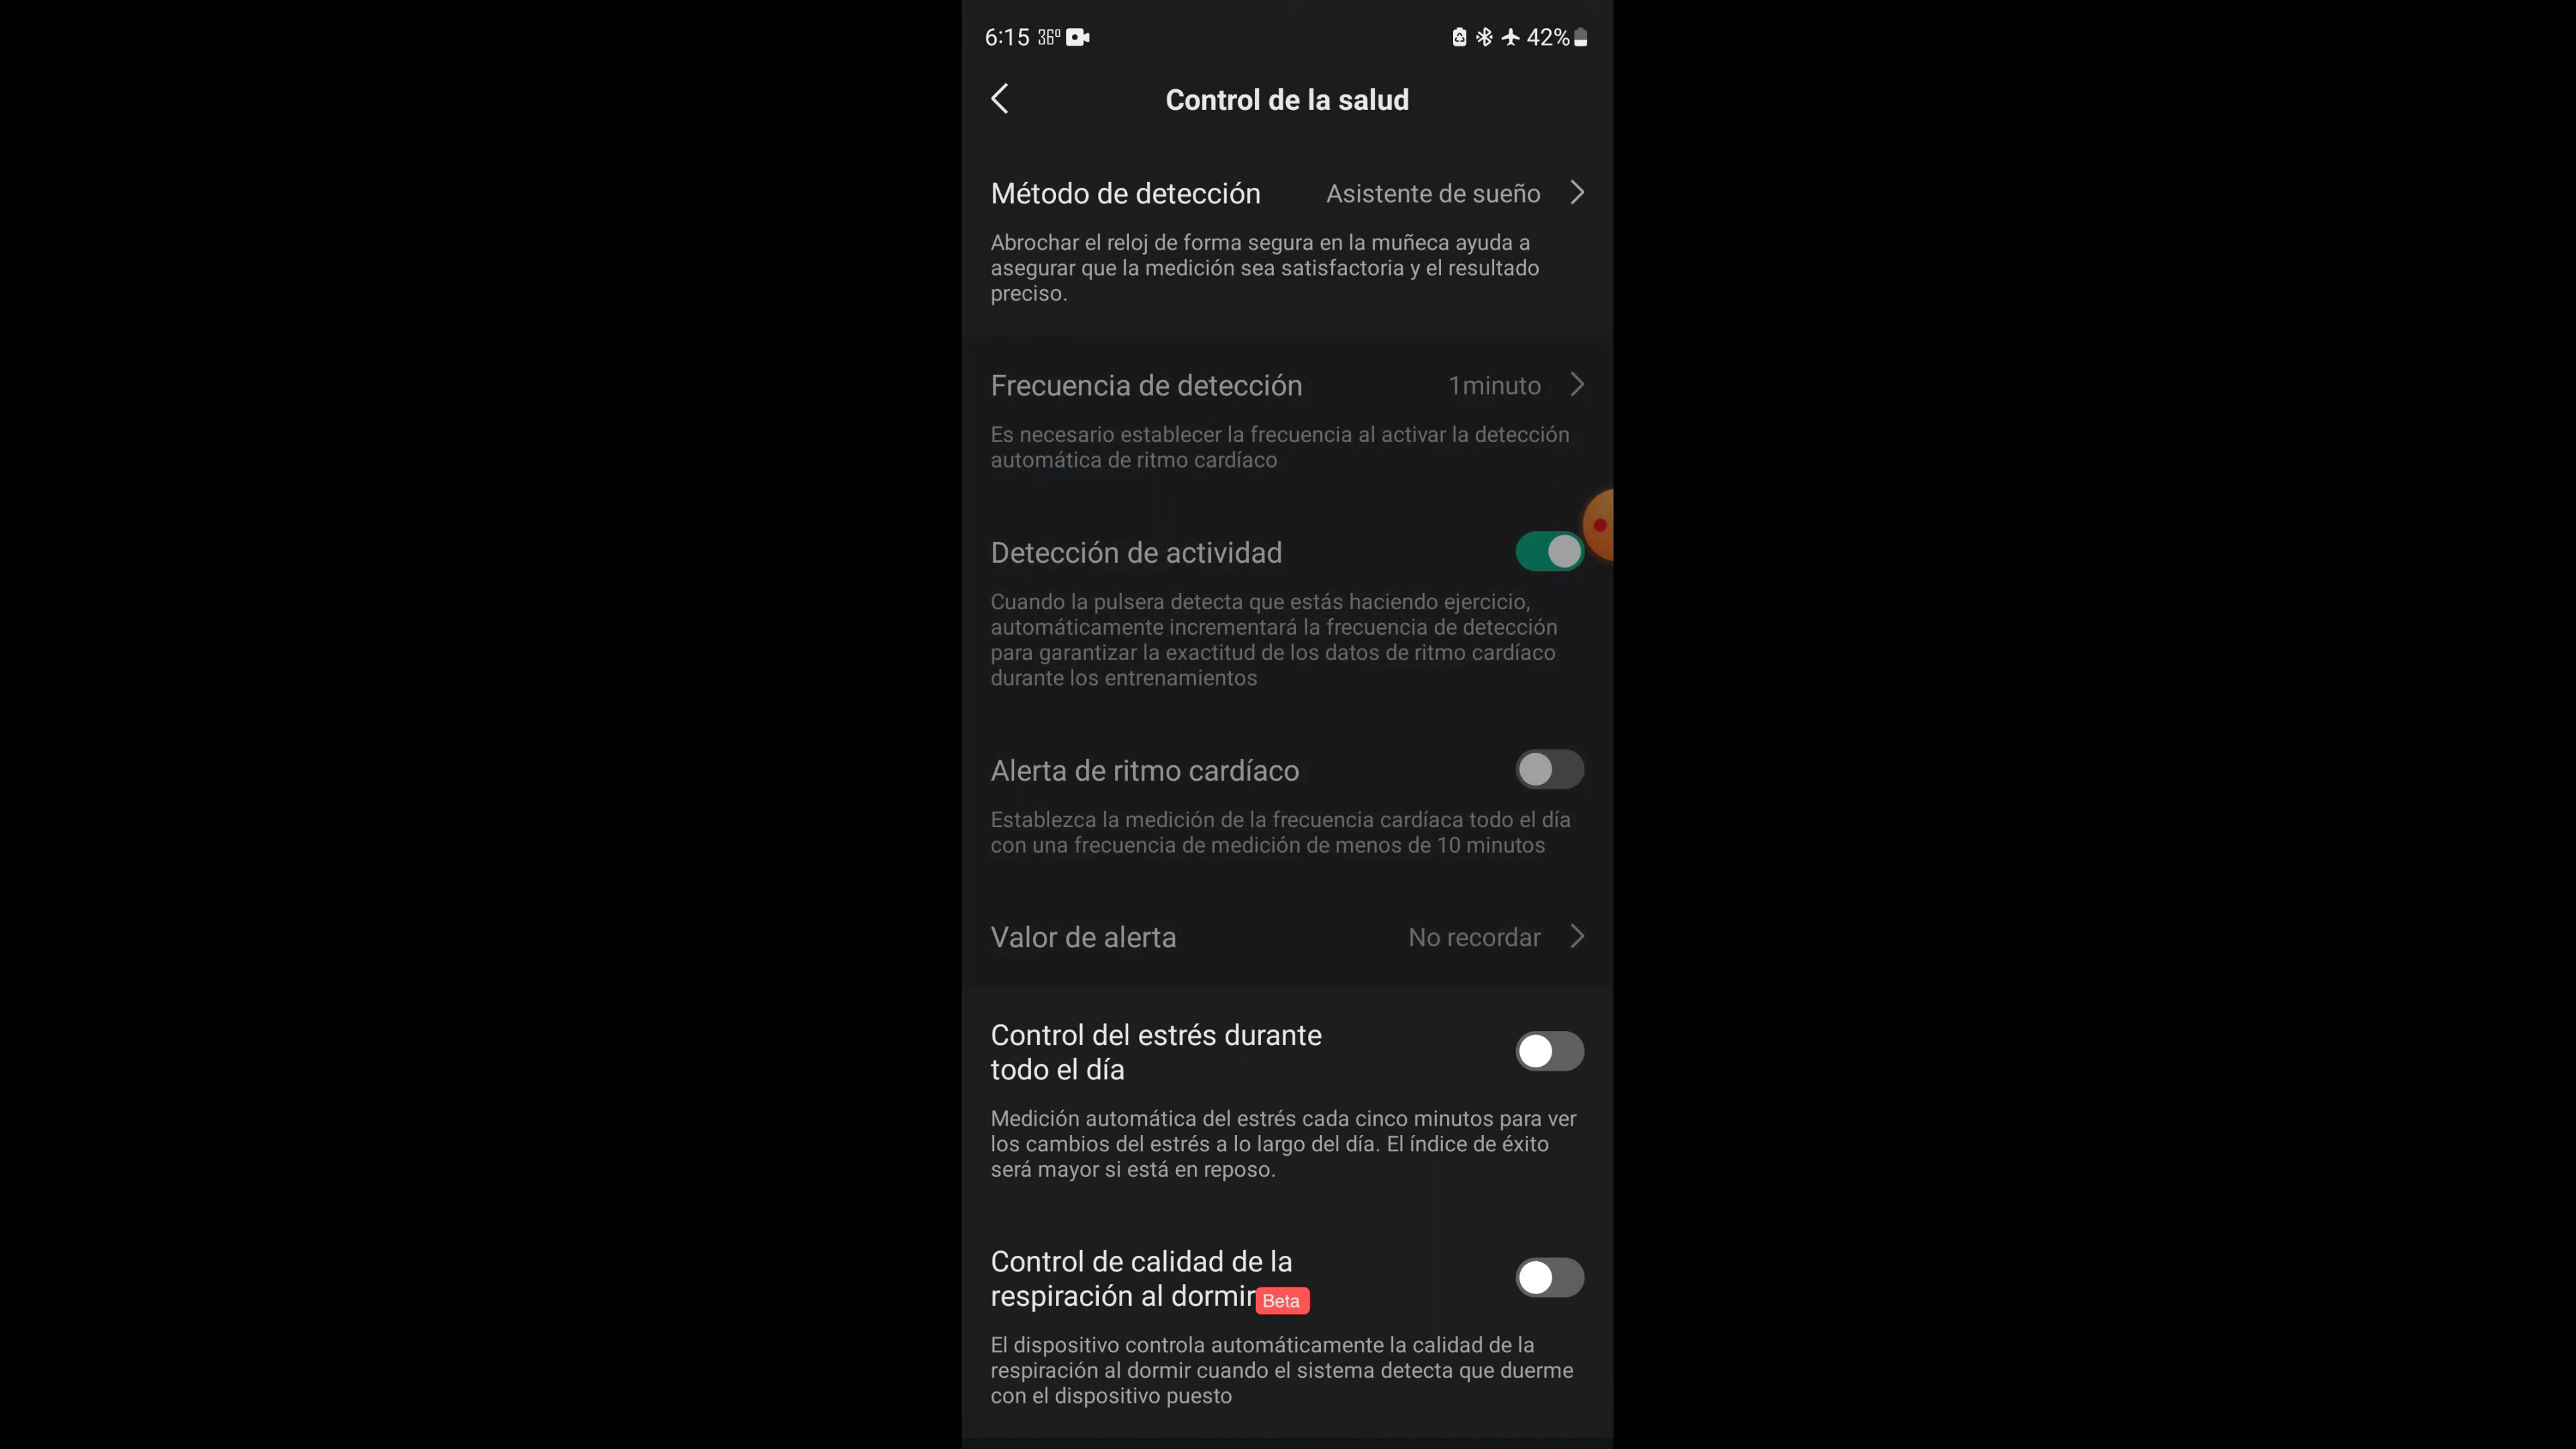 6:15 36° 42%
Control de la salud
Método de detección Asistente de sueño
Abrochar el reloj de forma segura en la muñeca ayuda a
asegurar que la medición sea satisfactoria y el resultado
preciso.
Frecuencia de detección 1minuto
Es necesario establecer la frecuencia al activar la detección
automática de ritmo cardíaco
Detección de actividad
Cuando la pulsera detecta que estás haciendo ejercicio,
automáticamente incrementará la frecuencia de detección
para garantizar la exactitud de los datos de ritmo cardíaco
durante los entrenamientos
Alerta de ritmo cardíaco
Establezca la medición de la frecuencia cardíaca todo el día
con una frecuencia de medición de menos de 10 minutos
Valor de alerta No recordar
Control del estrés durante
todo el día
Medición automática del estrés cada cinco minutos para ver
los cambios del estrés a lo largo del día. El índice de éxito
será mayor si está en reposo.
Control de calidad de la
respiración al dormir Beta
El dispositivo controla automáticamente la calidad de la
respiración al dormir cuando el sistema detecta que duerme
con el dispositivo puesto